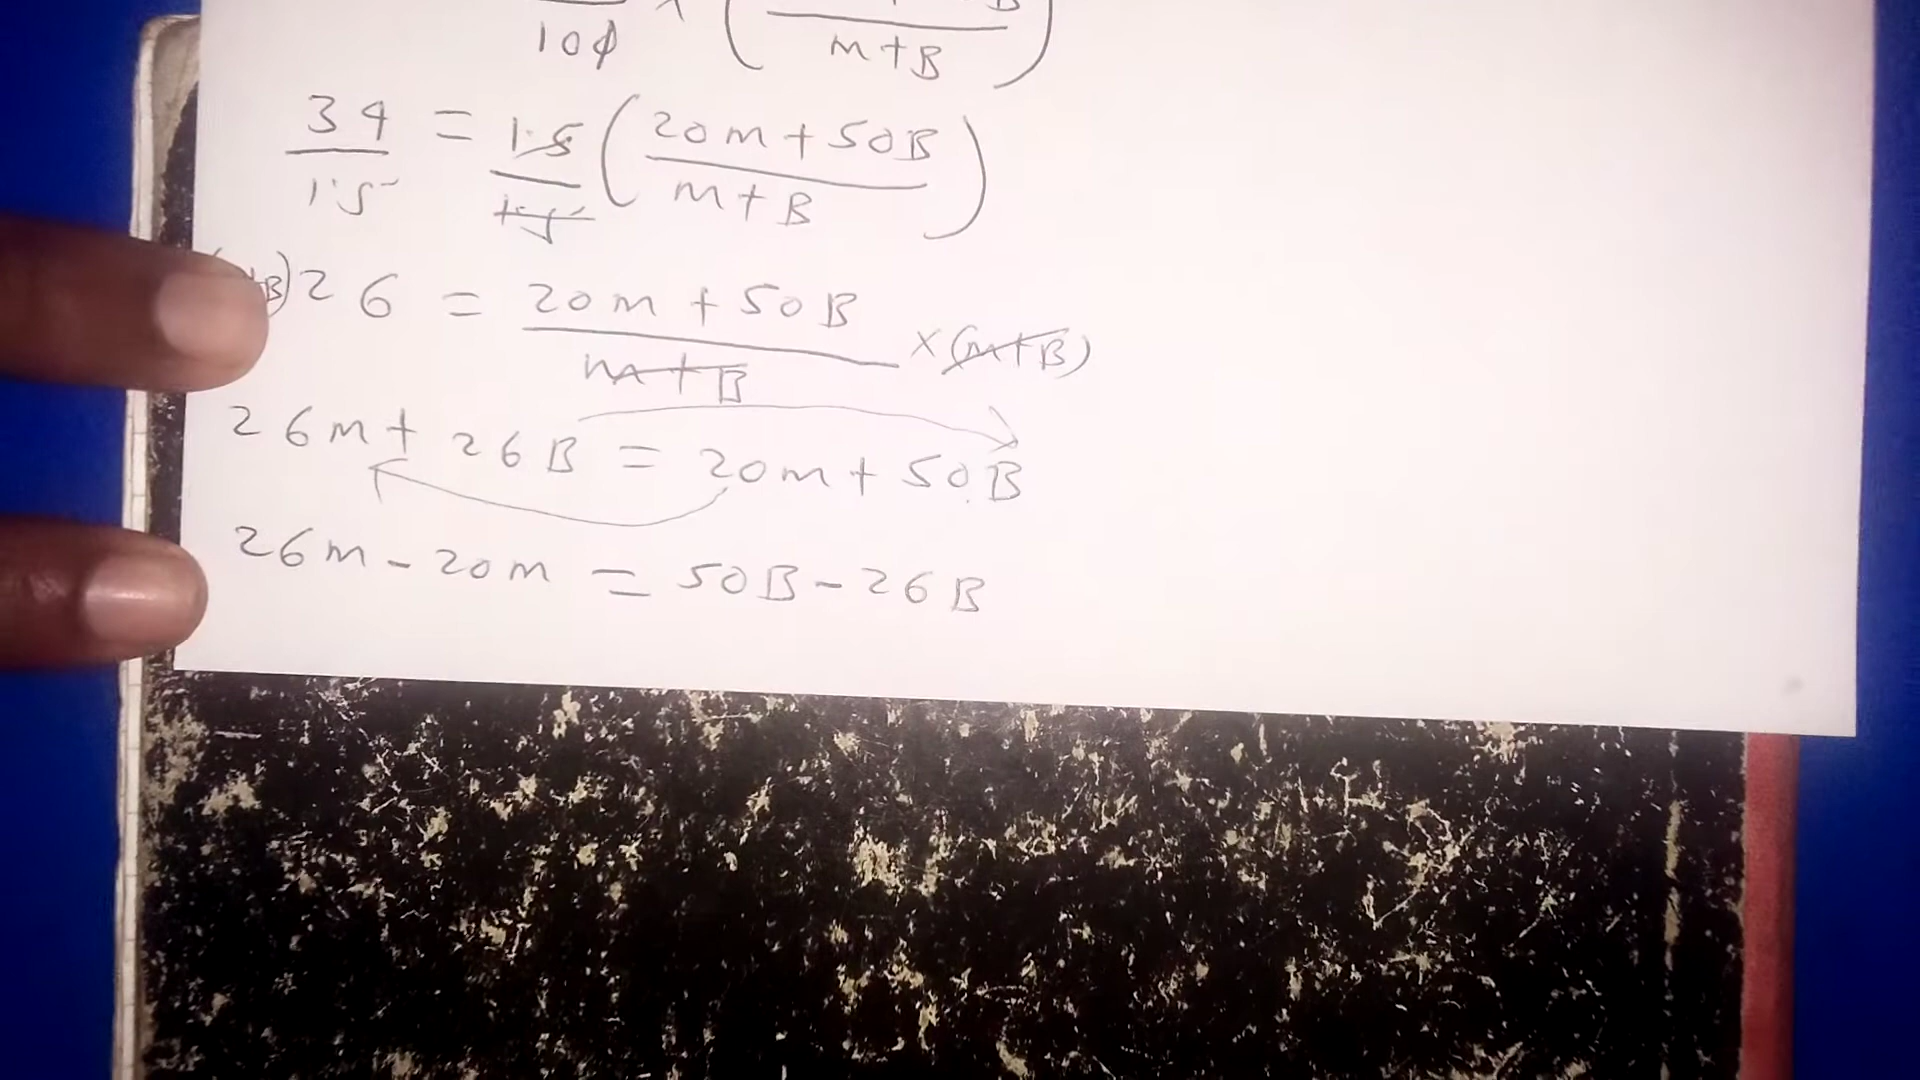 100 × ( m+B )
39/1.5 = 1.5/1.5 ( 20m + 50B / m + B )
+B) 26 = 20m + 50B / m+B × (m+B)
26m + 26B = 20m + 50B
26m - 20m = 50B - 26B